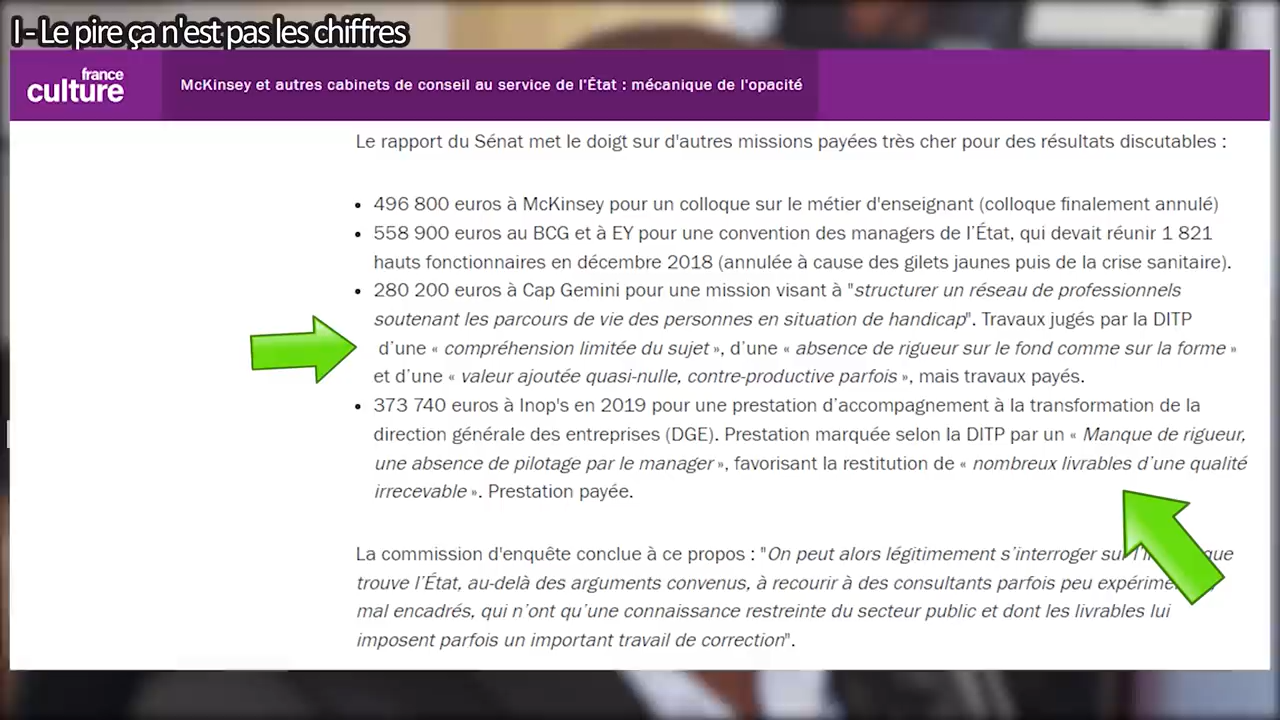 I - Le pire ça n'est pas les chiffres
france
culture
McKinsey et autres cabinets de conseil au service de l'État : mécanique de l'opacité
Le rapport du Sénat met le doigt sur d'autres missions payées très cher pour des résultats discutables :
• 496 800 euros à McKinsey pour un colloque sur le métier d'enseignant (colloque finalement annulé)
• 558 900 euros au BCG et à EY pour une convention des managers de l'État, qui devait réunir 1 821
hauts fonctionnaires en décembre 2018 (annulée à cause des gilets jaunes puis de la crise sanitaire).
• 280 200 euros à Cap Gemini pour une mission visant à "structurer un réseau de professionnels
soutenant les parcours de vie des personnes en situation de handicap". Travaux jugés par la DITP
d'une « compréhension limitée du sujet », d'une « absence de rigueur sur le fond comme sur la forme »
et d'une « valeur ajoutée quasi-nulle, contre-productive parfois », mais travaux payés.
• 373 740 euros à Inop's en 2019 pour une prestation d'accompagnement à la transformation de la
direction générale des entreprises (DGE). Prestation marquée selon la DITP par un « Manque de rigueur,
une absence de pilotage par le manager », favorisant la restitution de « nombreux livrables d'une qualité
irrecevable ». Prestation payée.
La commission d'enquête conclue à ce propos : "On peut alors légitimement s'interroger sur que
trouve l'État, au-delà des arguments convenus, à recourir à des consultants parfois peu
mal encadrés, qui n'ont qu'une connaissance restreinte du secteur public et dont les livrables lui
imposent parfois un important travail de correction".